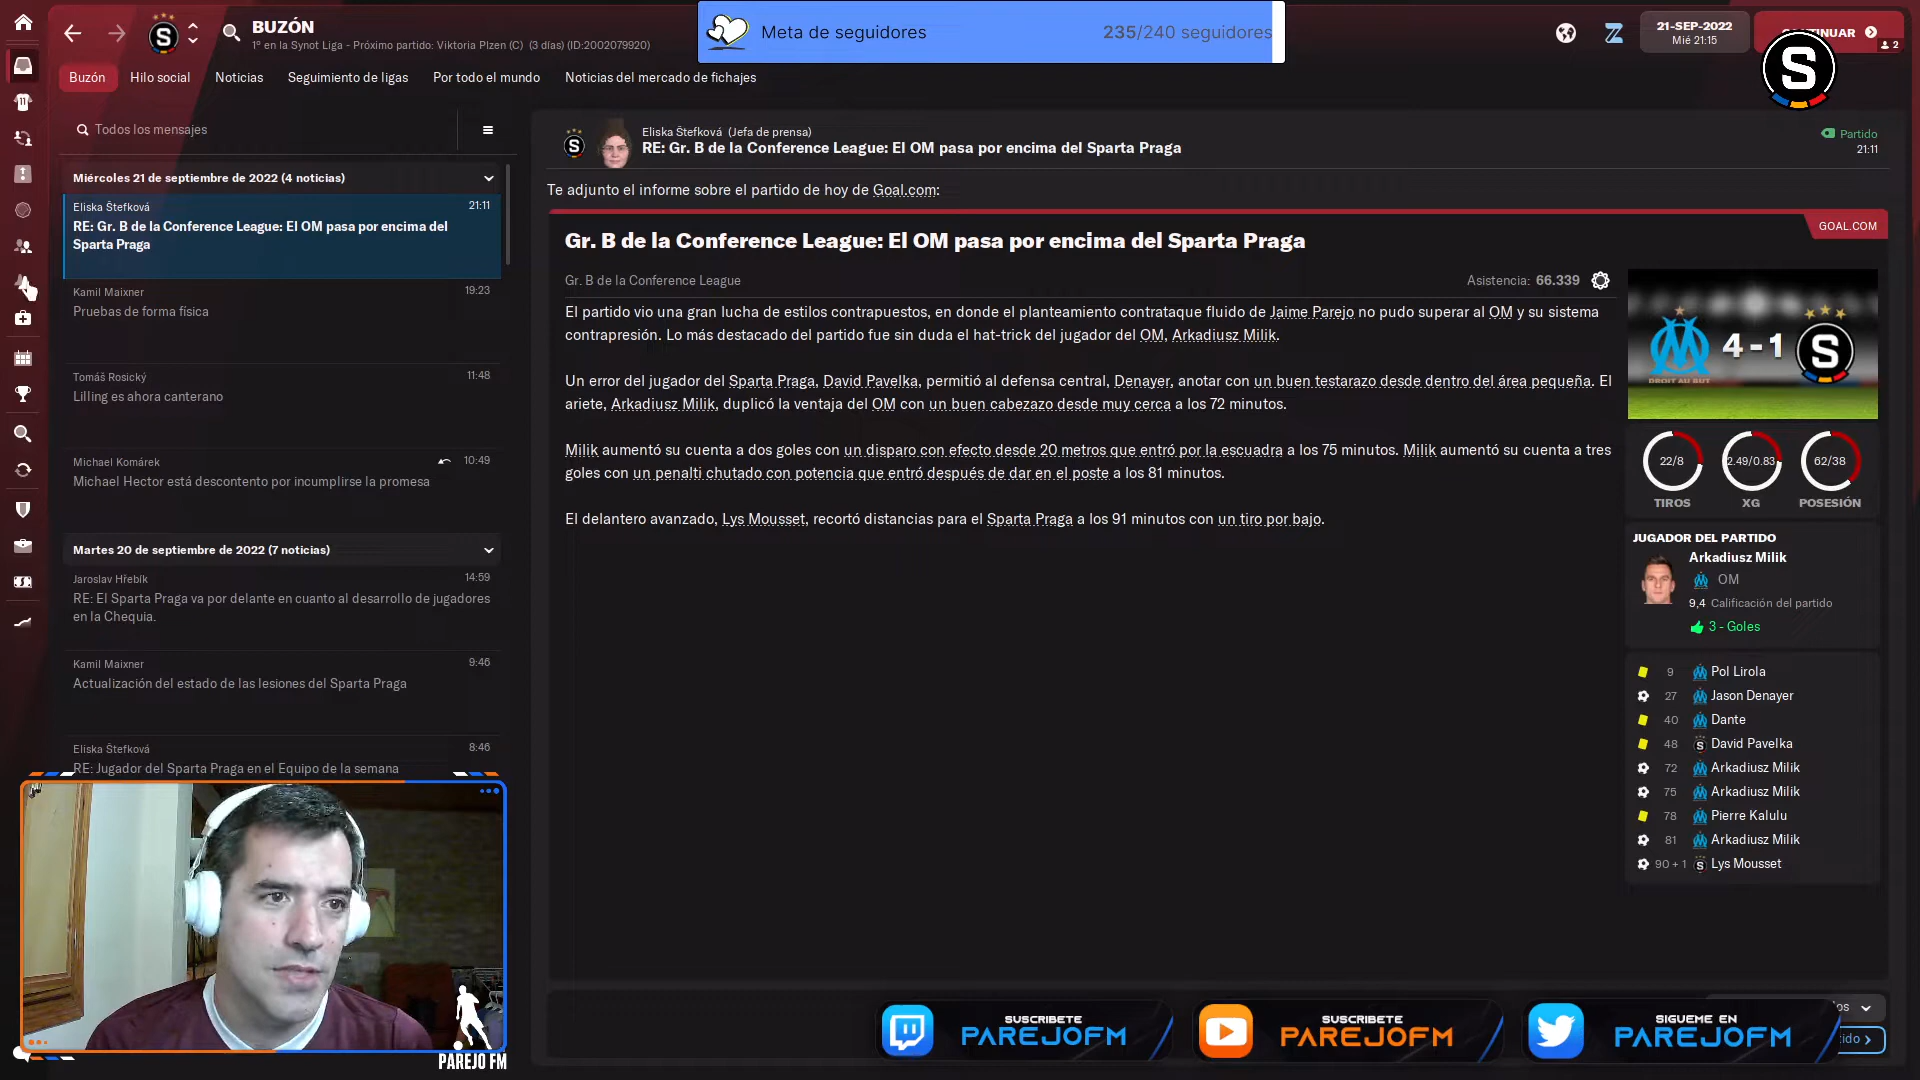 BUZÓN
1º en la Synot Liga - Próximo partido: Viktoria Plzen (C) (3 días) (ID:2002079920)
Meta de seguidores
235/240 seguidores
21-SEP-2022
Mié 21:15
2
Buzón
Hilo social
Noticias
Seguimiento de ligas
Por todo el mundo
Noticias del mercado de fichajes
Todos los mensajes
Miércoles 21 de septiembre de 2022 (4 noticias)
Eliska Štefková 21:11
RE: Gr. B de la Conference League: El OM pasa por encima del
Sparta Praga
Kamil Maixner 19:23
Pruebas de forma física
Tomáš Rosický 11:48
Lilling es ahora canterano
Michael Komárek 10:49
Michael Hector está descontento por incumplirse la promesa
Martes 20 de septiembre de 2022 (7 noticias)
Jaroslav Hřebík 14:59
RE: El Sparta Praga va por delante en cuanto al desarrollo de jugadores
en la Chequia.
Kamil Maixner 9:46
Actualización del estado de las lesiones del Sparta Praga
Eliska Štefková 8:46
RE: Jugador del Sparta Praga en el Equipo de la semana
PAREJO FM
Eliska Štefková (Jefa de prensa)
RE: Gr. B de la Conference League: El OM pasa por encima del Sparta Praga
Partido
21:11
Te adjunto el informe sobre el partido de hoy de Goal.com:
GOAL.COM
Gr. B de la Conference League: El OM pasa por encima del Sparta Praga
Gr. B de la Conference League
Asistencia: 66.339
El partido vio una gran lucha de estilos contrapuestos, en donde el planteamiento contrataque fluido de Jaime Parejo no pudo superar al OM y su sistema
contrapresión. Lo más destacado del partido fue sin duda el hat-trick del jugador del OM, Arkadiusz Milik.
Un error del jugador del Sparta Praga, David Pavelka, permitió al defensa central, Denayer, anotar con un buen testarazo desde dentro del área pequeña. El
ariete, Arkadiusz Milik, duplicó la ventaja del OM con un buen cabezazo desde muy cerca a los 72 minutos.
Milik aumentó su cuenta a dos goles con un disparo con efecto desde 20 metros que entró por la escuadra a los 75 minutos. Milik aumentó su cuenta a tres
goles con un penalti chutado con potencia que entró después de dar en el poste a los 81 minutos.
El delantero avanzado, Lys Mousset, recortó distancias para el Sparta Praga a los 91 minutos con un tiro por bajo.
DROIT AU BUT
4 - 1
S
22/8
2.49/0.83
62/38
TIROS
XG
POSESIÓN
JUGADOR DEL PARTIDO
Arkadiusz Milik
OM
9,4 Calificación del partido
3 - Goles
9 Pol Lirola
27 Jason Denayer
40 Dante
48 David Pavelka
72 Arkadiusz Milik
75 Arkadiusz Milik
78 Pierre Kalulu
81 Arkadiusz Milik
90 + 1 Lys Mousset
SUSCRIBETE
PAREJOFM
SUSCRIBETE
PAREJOFM
SIGUEME EN
PAREJOFM